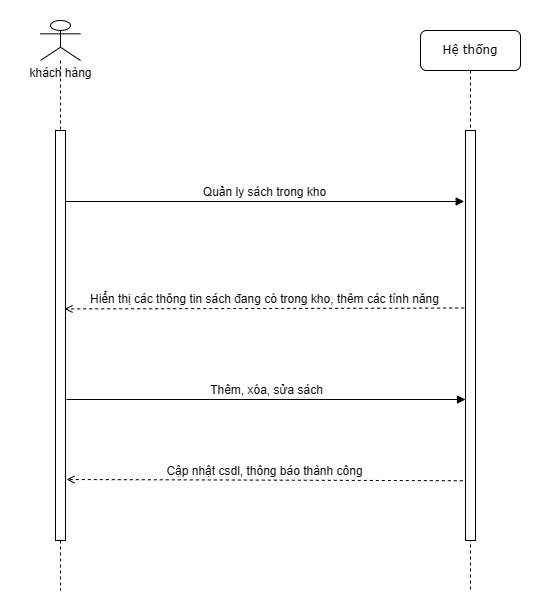 khách hàng
Hệ thống
Quản ly sách trong kho
Hiển thị các thông tin sách đang có trong kho, thêm các tính năng
Thêm, xóa, sửa sách
Cập nhật csdl, thông báo thành công